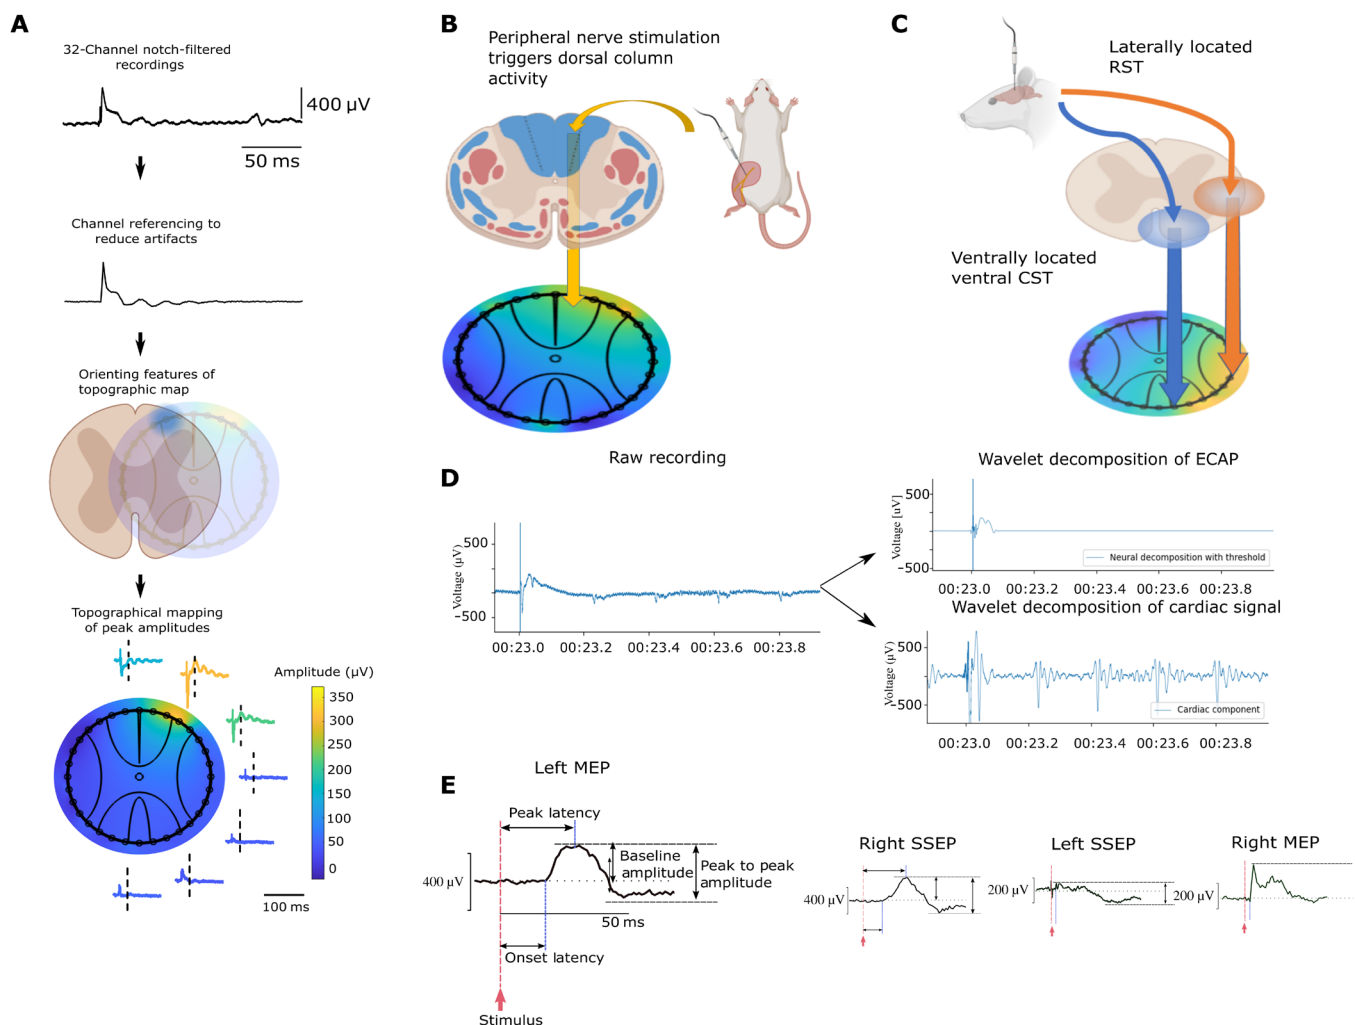 A
32-Channel notch-filtered
recordings
400 µV
50 ms
Channel referencing to
reduce artifacts
Orienting features of
topographic map
Topographical mapping
of peak amplitudes
Amplitude (µV)
350
300
250
200
150
100
50
0
100 ms
B
Peripheral nerve stimulation
triggers dorsal column
activity
C
Laterally located
RST
Ventrally located
ventral CST
D
Raw recording
Voltage (µV)
500
−500
00:23.0 00:23.2 00:23.4 00:23.6 00:23.8
Wavelet decomposition of ECAP
Voltage [uV]
500
−500
Neural decomposition with threshold
00:23.0 00:23.2 00:23.4 00:23.6 00:23.8
Wavelet decomposition of cardiac signal
Voltage (µV)
500
−500
Cardiac component
00:23.0 00:23.2 00:23.4 00:23.6 00:23.8
E
Left MEP
Peak latency
Baseline
amplitude
Peak to peak
amplitude
400 µV
50 ms
Onset latency
Stimulus
Right SSEP
400 µV
Left SSEP
200 µV
Right MEP
200 µV